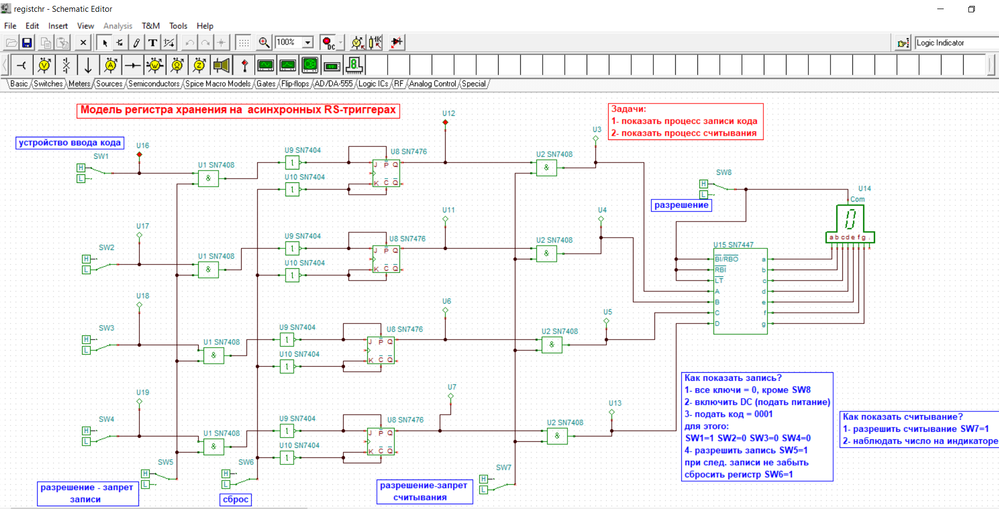 registchr - Schematic Editor
File Edit Insert View Analysis T&M Tools Help
T 100% DC 1K Logic Indicator
Basic Switches Meters Sources Semiconductors Spice Macro Models Gates Flip-flops AD/DA-555 Logic ICs RF Analog Control Special
Модель регистра хранения на асинхронных RS-триггерах
Задачи:
1- показать процесс записи кода
2- показать процесс считывания
устройство ввода кода
U16
SW1
H
L
U1 SN7408
&
U9 SN7404
1
U10 SN7404
1
U8 SN7476
J P Q
K C Q
U12
U2 SN7408
&
U3
SW8
H
L
разрешение
U14
Com
0
a b c d e f g .
U17
SW2
H
L
U1 SN7408
&
U9 SN7404
1
U10 SN7404
1
U8 SN7476
J P Q
K C Q
U11
U2 SN7408
&
U4
U15 SN7447
BI/RBO a
RBI b
LT c
A d
B e
C f
D g
U18
SW3
H
L
U1 SN7408
&
U9 SN7404
1
U10 SN7404
1
U8 SN7476
J P Q
K C Q
U6
U2 SN7408
&
U5
U19
SW4
H
L
U1 SN7408
&
U9 SN7404
1
U10 SN7404
1
U8 SN7476
J P Q
K C Q
U7
U2 SN7408
&
U13
SW5
H
L
разрешение - запрет
записи
SW6
H
L
сброс
SW7
H
L
разрешение-запрет
считывания
Как показать запись?
1- все ключи = 0, кроме SW8
2- включить DC (подать питание)
3- подать код = 0001
для этого:
SW1=1 SW2=0 SW3=0 SW4=0
4- разрешить запись SW5=1
при след. записи не забыть
сбросить регистр SW6=1
Как показать считывание?
1- разрешить считывание SW7=1
2- наблюдать число на индикаторе